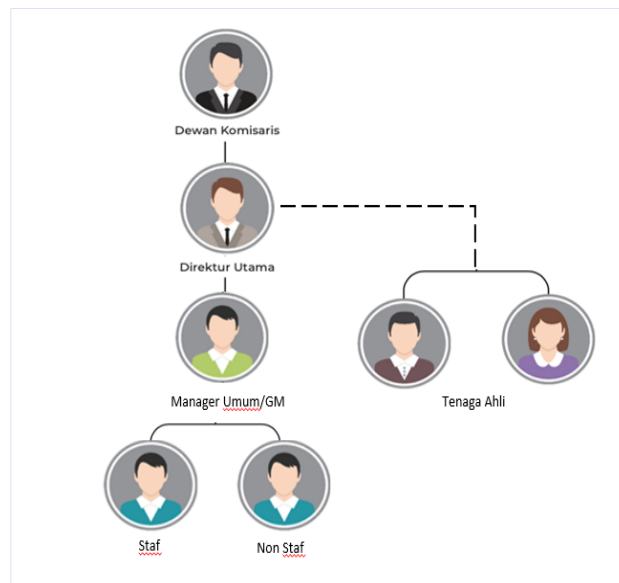 Dewan Komisaris
Direktur Utama
Manager Umum/GM
Tenaga Ahli
Staf
Non Staf